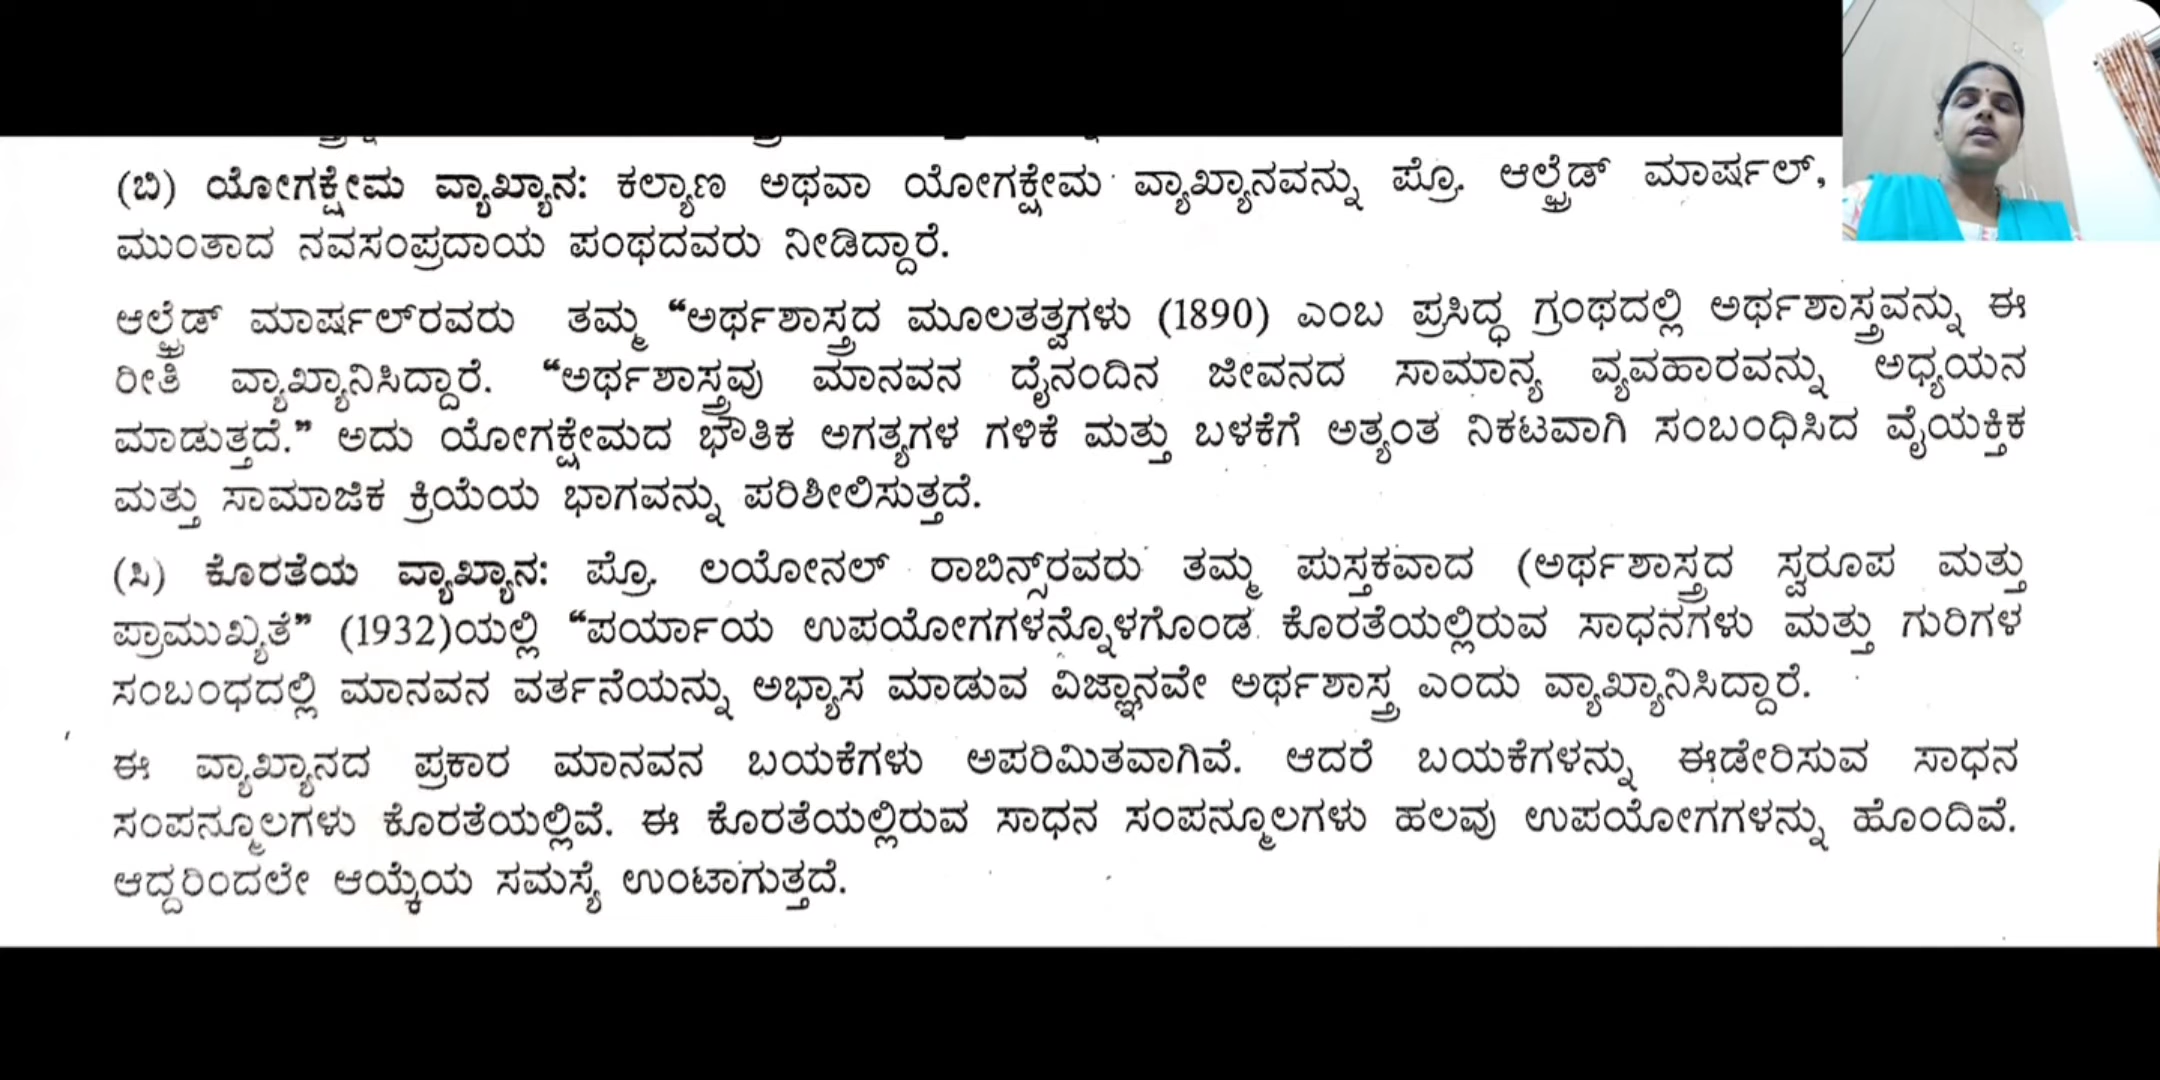 (ಬಿ) ಯೋಗಕ್ಷೇಮ ವ್ಯಾಖ್ಯಾನ: ಕಲ್ಯಾಣ ಅಥವಾ ಯೋಗಕ್ಷೇಮ ವ್ಯಾಖ್ಯಾನವನ್ನು ಪ್ರೊ. ಆಲ್ಫ್ರೆಡ್ ಮಾರ್ಷಲ್,
ಮುಂತಾದ ನವಸಂಪ್ರದಾಯ ಪಂಥದವರು ನೀಡಿದ್ದಾರೆ.
ಆಲ್ಫ್ರೆಡ್ ಮಾರ್ಷಲ್‌ರವರು ತಮ್ಮ “ಅರ್ಥಶಾಸ್ತ್ರದ ಮೂಲತತ್ವಗಳು (1890) ಎಂಬ ಪ್ರಸಿದ್ಧ ಗ್ರಂಥದಲ್ಲಿ ಅರ್ಥಶಾಸ್ತ್ರವನ್ನು ಈ
ರೀತಿ ವ್ಯಾಖ್ಯಾನಿಸಿದ್ದಾರೆ. “ಅರ್ಥಶಾಸ್ತ್ರವು ಮಾನವನ ದೈನಂದಿನ ಜೀವನದ ಸಾಮಾನ್ಯ ವ್ಯವಹಾರವನ್ನು ಅಧ್ಯಯನ
ಮಾಡುತ್ತದೆ.” ಅದು ಯೋಗಕ್ಷೇಮದ ಭೌತಿಕ ಅಗತ್ಯಗಳ ಗಳಿಕೆ ಮತ್ತು ಬಳಕೆಗೆ ಅತ್ಯಂತ ನಿಕಟವಾಗಿ ಸಂಬಂಧಿಸಿದ ವೈಯಕ್ತಿಕ
ಮತ್ತು ಸಾಮಾಜಿಕ ಕ್ರಿಯೆಯ ಭಾಗವನ್ನು ಪರಿಶೀಲಿಸುತ್ತದೆ.
(ಸಿ) ಕೊರತೆಯ ವ್ಯಾಖ್ಯಾನ: ಪ್ರೊ. ಲಯೋನಲ್ ರಾಬಿನ್ಸ್‌ರವರು ತಮ್ಮ ಪುಸ್ತಕವಾದ (ಅರ್ಥಶಾಸ್ತ್ರದ ಸ್ವರೂಪ ಮತ್ತು
ಪ್ರಾಮುಖ್ಯತೆ” (1932)ಯಲ್ಲಿ “ಪರ್ಯಾಯ ಉಪಯೋಗಗಳನ್ನೊಳಗೊಂಡ ಕೊರತೆಯಲ್ಲಿರುವ ಸಾಧನಗಳು ಮತ್ತು ಗುರಿಗಳ
ಸಂಬಂಧದಲ್ಲಿ ಮಾನವನ ವರ್ತನೆಯನ್ನು ಅಭ್ಯಾಸ ಮಾಡುವ ವಿಜ್ಞಾನವೇ ಅರ್ಥಶಾಸ್ತ್ರ ಎಂದು ವ್ಯಾಖ್ಯಾನಿಸಿದ್ದಾರೆ.
ಈ ವ್ಯಾಖ್ಯಾನದ ಪ್ರಕಾರ ಮಾನವನ ಬಯಕೆಗಳು ಅಪರಿಮಿತವಾಗಿವೆ. ಆದರೆ ಬಯಕೆಗಳನ್ನು ಈಡೇರಿಸುವ ಸಾಧನ
ಸಂಪನ್ಮೂಲಗಳು ಕೊರತೆಯಲ್ಲಿವೆ. ಈ ಕೊರತೆಯಲ್ಲಿರುವ ಸಾಧನ ಸಂಪನ್ಮೂಲಗಳು ಹಲವು ಉಪಯೋಗಗಳನ್ನು ಹೊಂದಿವೆ.
ಆದ್ದರಿಂದಲೇ ಆಯ್ಕೆಯ ಸಮಸ್ಯೆ ಉಂಟಾಗುತ್ತದೆ.